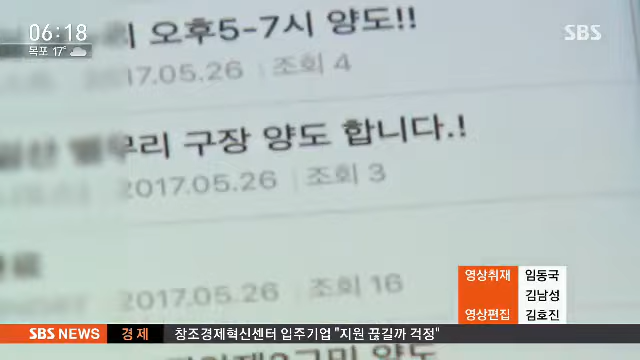 06:18
목포 17°
SBS
오후5-7시 양도!!
2017.05.26 조회 4
우리 구장 양도 합니다.!
2017.05.26 조회 3
2017.05.26 조회 16
영상취재 임동국
김남성
영상편집 김호진
SBS NEWS 경 제 창조경제혁신센터 입주기업 "지원 끊길까 걱정"
양도